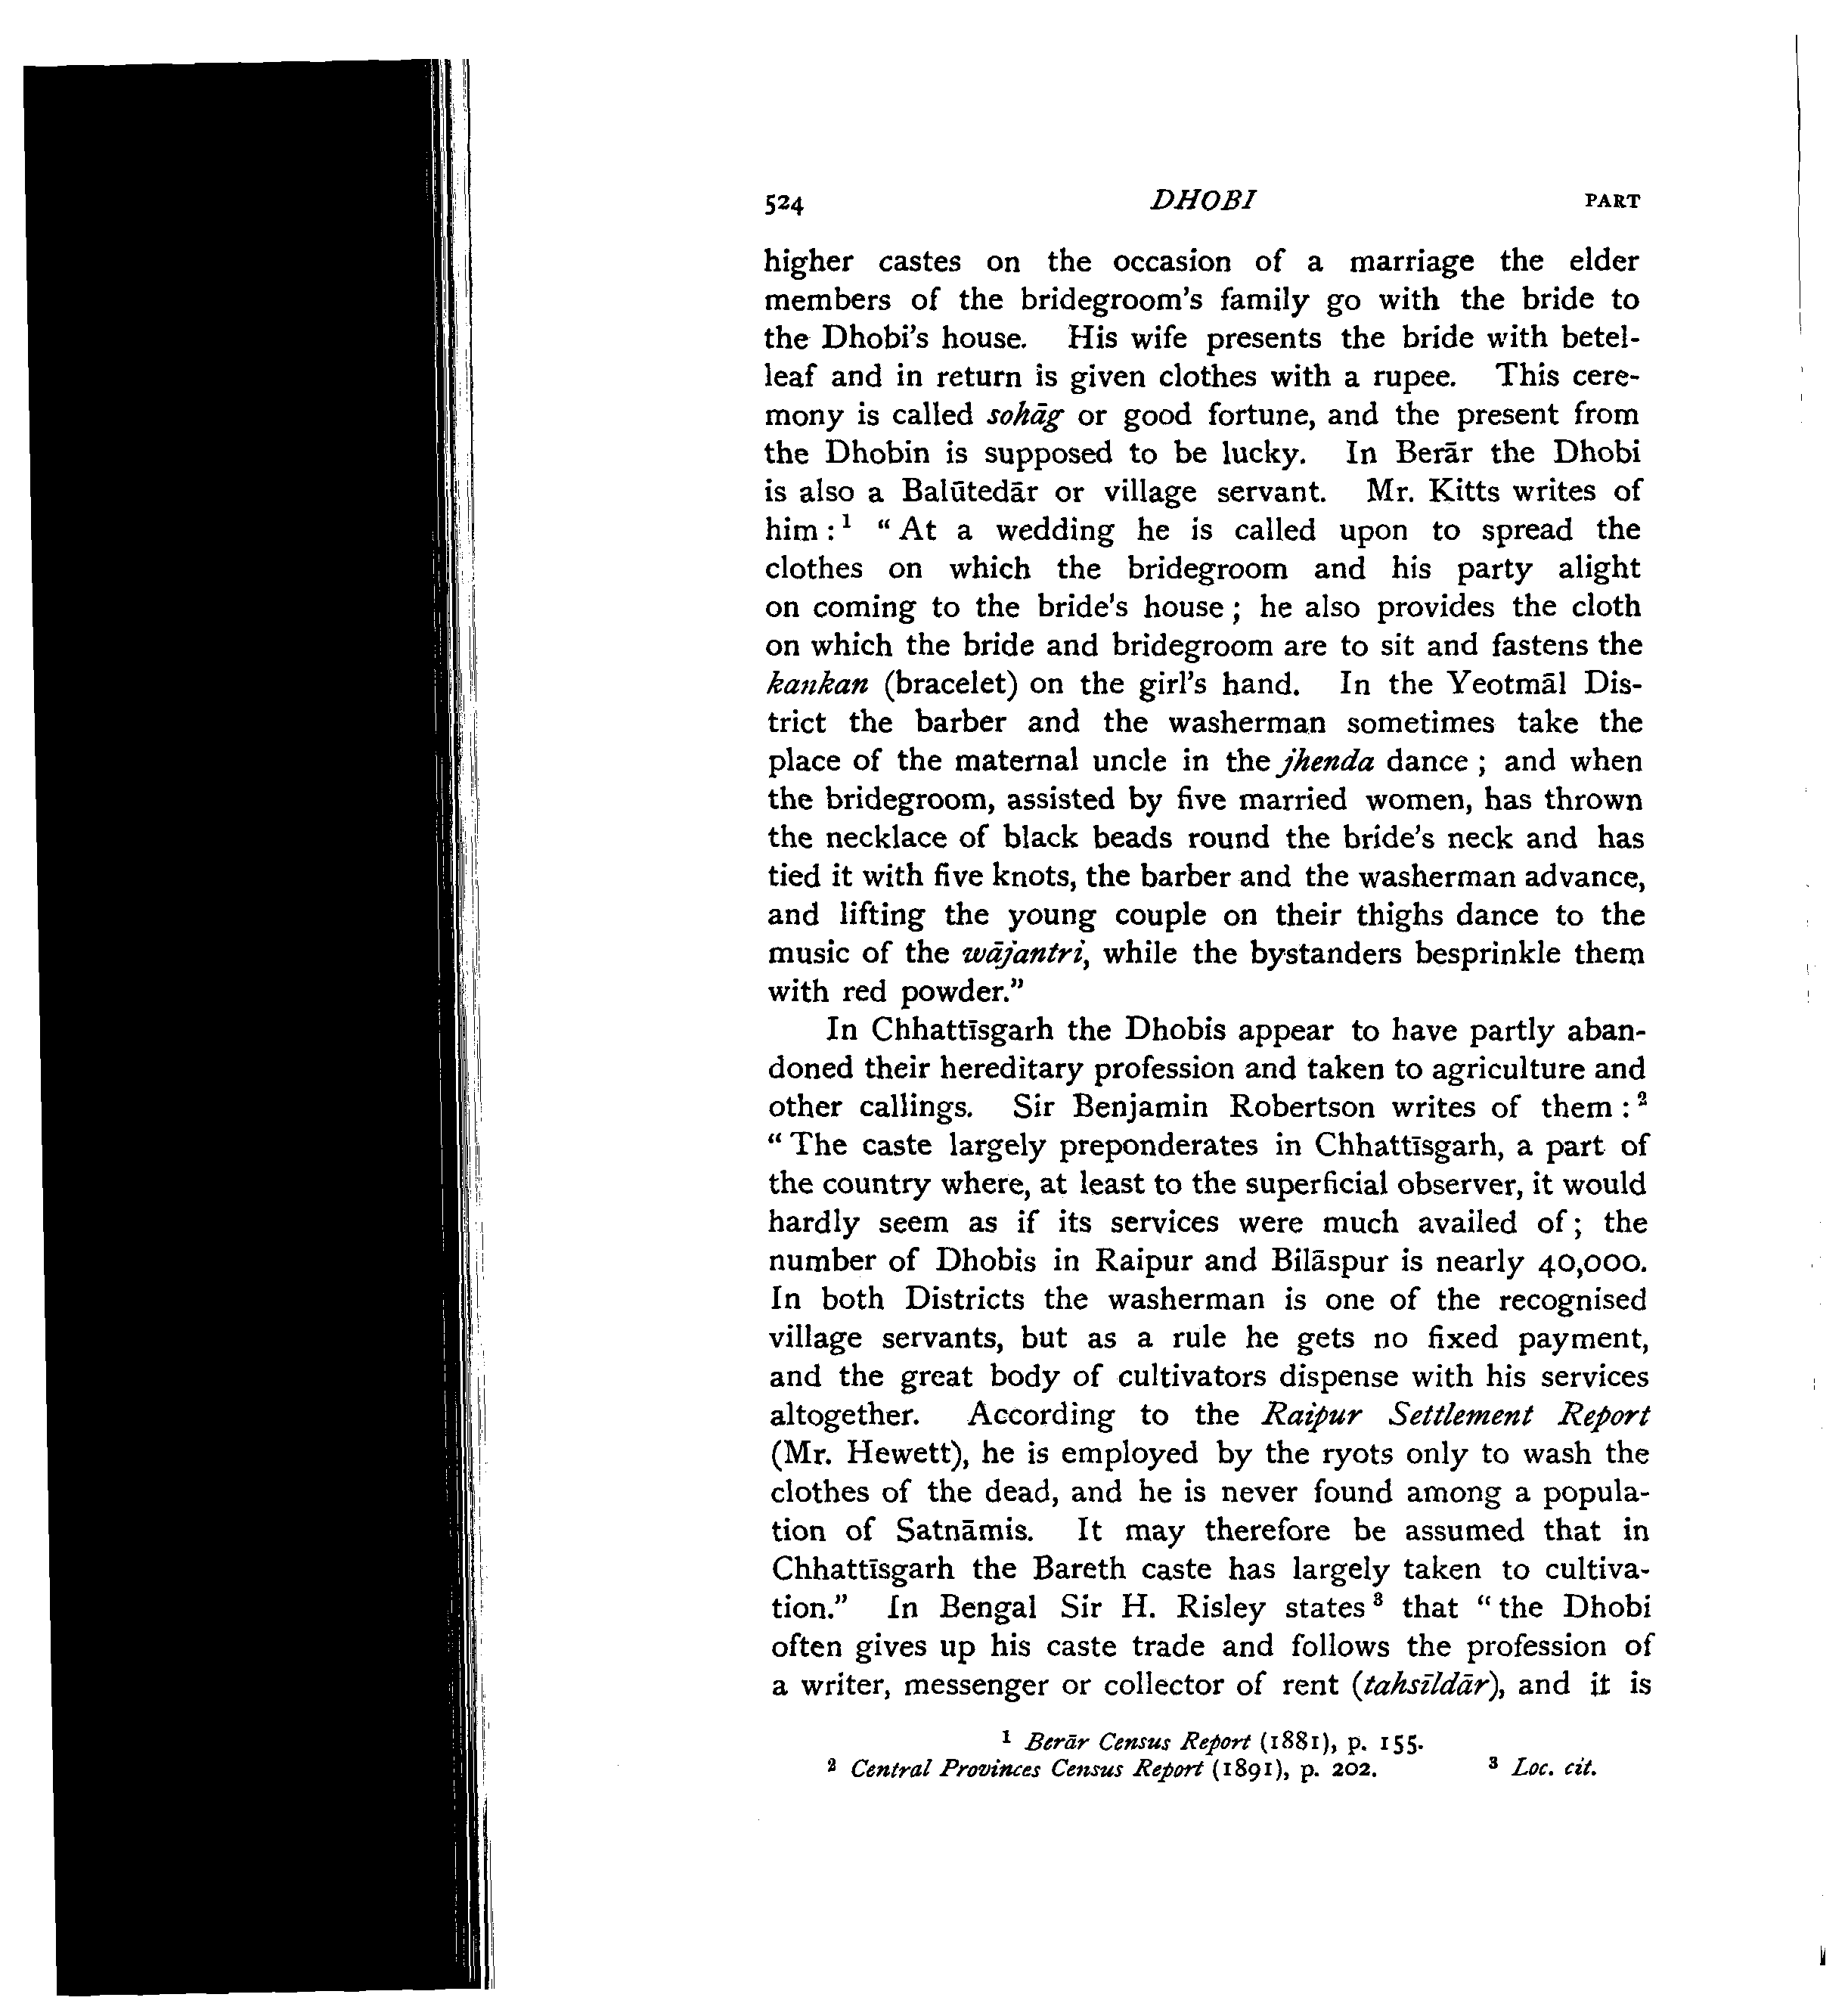 524 DHOBI PART
higher castes on the occasion of a marriage the elder
members of the bridegroom's family go with the bride to
the Dhobi's house. His wife presents the bride with betel-
leaf and in return is given clothes with a rupee. This cere-
mony is called sohāg or good fortune, and the present from
the Dhobin is supposed to be lucky. In Berār the Dhobi
is also a Balūtedār or village servant. Mr. Kitts writes of
him :¹ “At a wedding he is called upon to spread the
clothes on which the bridegroom and his party alight
on coming to the bride's house ; he also provides the cloth
on which the bride and bridegroom are to sit and fastens the
kankan (bracelet) on the girl's hand. In the Yeotmāl Dis-
trict the barber and the washerman sometimes take the
place of the maternal uncle in the jhenda dance ; and when
the bridegroom, assisted by five married women, has thrown
the necklace of black beads round the bride's neck and has
tied it with five knots, the barber and the washerman advance,
and lifting the young couple on their thighs dance to the
music of the wājantri, while the bystanders besprinkle them
with red powder.”
In Chhattīsgarh the Dhobis appear to have partly aban-
doned their hereditary profession and taken to agriculture and
other callings. Sir Benjamin Robertson writes of them :²
“The caste largely preponderates in Chhattīsgarh, a part of
the country where, at least to the superficial observer, it would
hardly seem as if its services were much availed of ; the
number of Dhobis in Raipur and Bilāspur is nearly 40,000.
In both Districts the washerman is one of the recognised
village servants, but as a rule he gets no fixed payment,
and the great body of cultivators dispense with his services
altogether. According to the Raipur Settlement Report
(Mr. Hewett), he is employed by the ryots only to wash the
clothes of the dead, and he is never found among a popula-
tion of Satnāmis. It may therefore be assumed that in
Chhattīsgarh the Bareth caste has largely taken to cultiva-
tion.” In Bengal Sir H. Risley states³ that “the Dhobi
often gives up his caste trade and follows the profession of
a writer, messenger or collector of rent (tahsīldār), and it is
¹ Berār Census Report (1881), p. 155.
² Central Provinces Census Report (1891), p. 202. ³ Loc. cit.